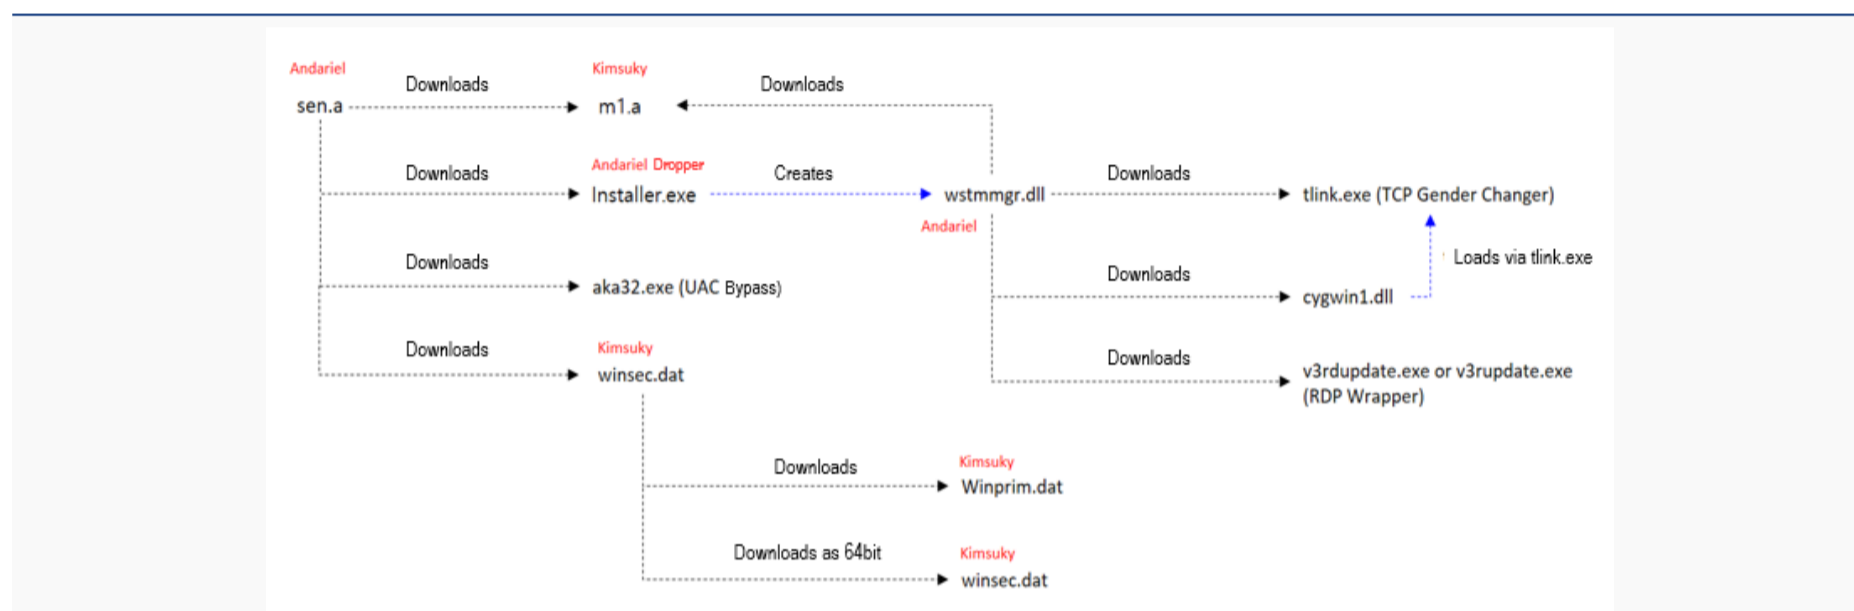 Andariel
sen.a
Downloads
Kimsuky
m1.a
Downloads
Downloads
Andariel Dropper
Installer.exe
Creates
wstmmgr.dll
Andariel
Downloads
tlink.exe (TCP Gender Changer)
Loads via tlink.exe
Downloads
aka32.exe (UAC Bypass)
Downloads
cygwin1.dll
Downloads
Kimsuky
winsec.dat
Downloads
v3rdupdate.exe or v3rupdate.exe
(RDP Wrapper)
Downloads
Kimsuky
Winprim.dat
Downloads as 64bit
Kimsuky
winsec.dat